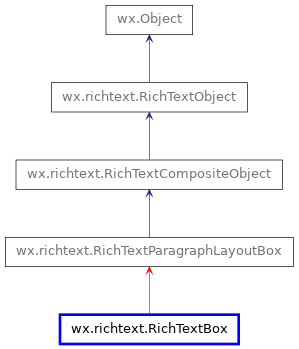 wx.Object
wx.richtext.RichTextObject
wx.richtext.RichTextCompositeObject
wx.richtext.RichTextParagraphLayoutBox
wx.richtext.RichTextBox